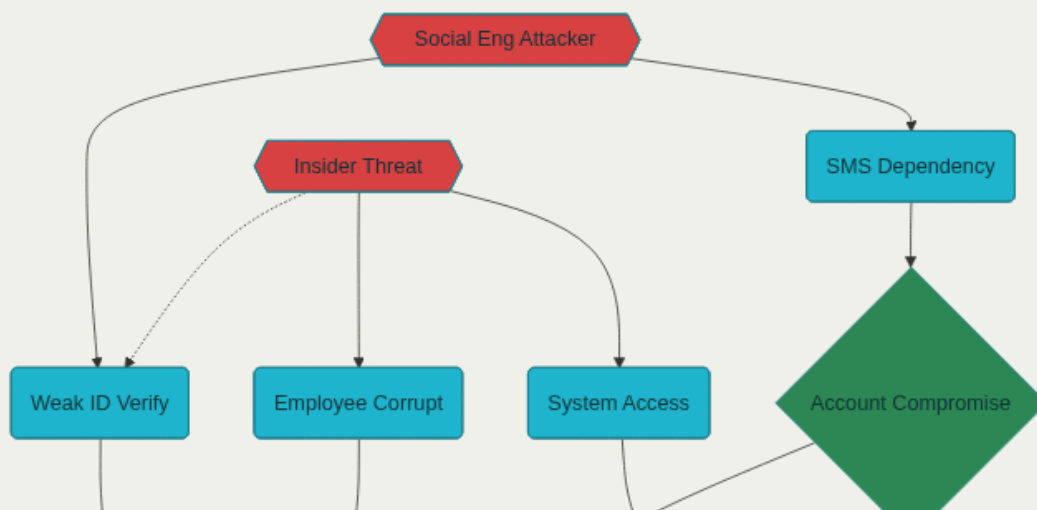 Social Eng Attacker
Insider Threat
SMS Dependency
Weak ID Verify
Employee Corrupt
System Access
Account Compromise